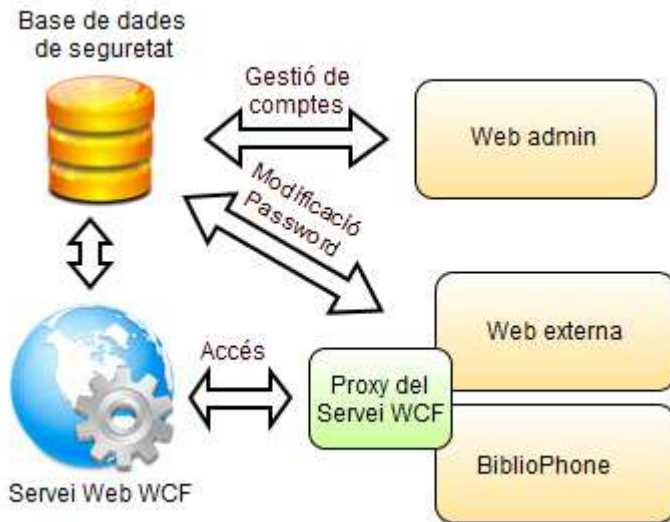 Base de dades
de seguretat
Gestió de
comptes
Web admin
Modificació
Password
Web externa
Accés
Proxy del
Servei WCF
BiblioPhone
Servei Web WCF